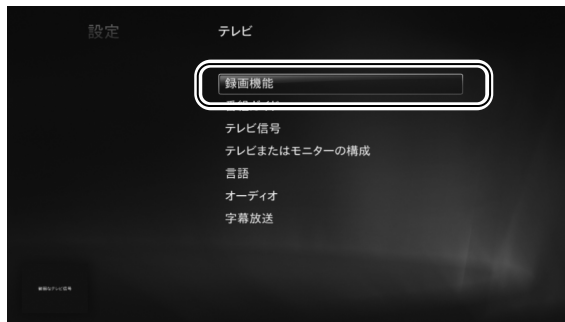 設定
テレビ
録画機能
テレビ信号
テレビまたはモニターの構成
言語
オーディオ
字幕放送